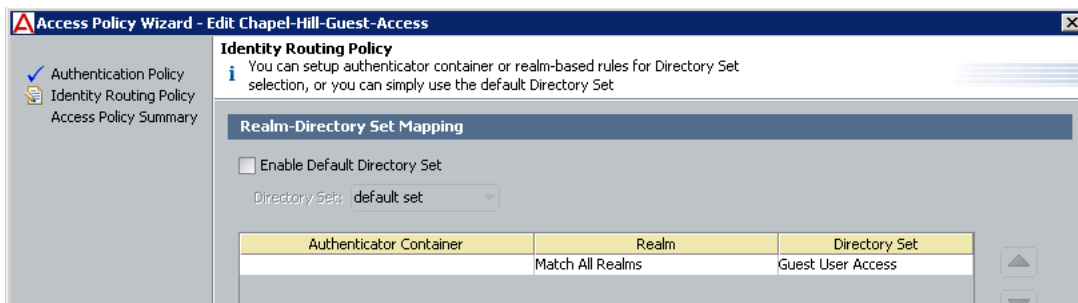 Access Policy Wizard - Edit Chapel-Hill-Guest-Access
Authentication Policy
Identity Routing Policy
Access Policy Summary
Identity Routing Policy
You can setup authenticator container or realm-based rules for Directory Set
selection, or you can simply use the default Directory Set
Realm-Directory Set Mapping
Enable Default Directory Set
Directory Set: default set
Authenticator Container Realm Directory Set
Match All Realms Guest User Access